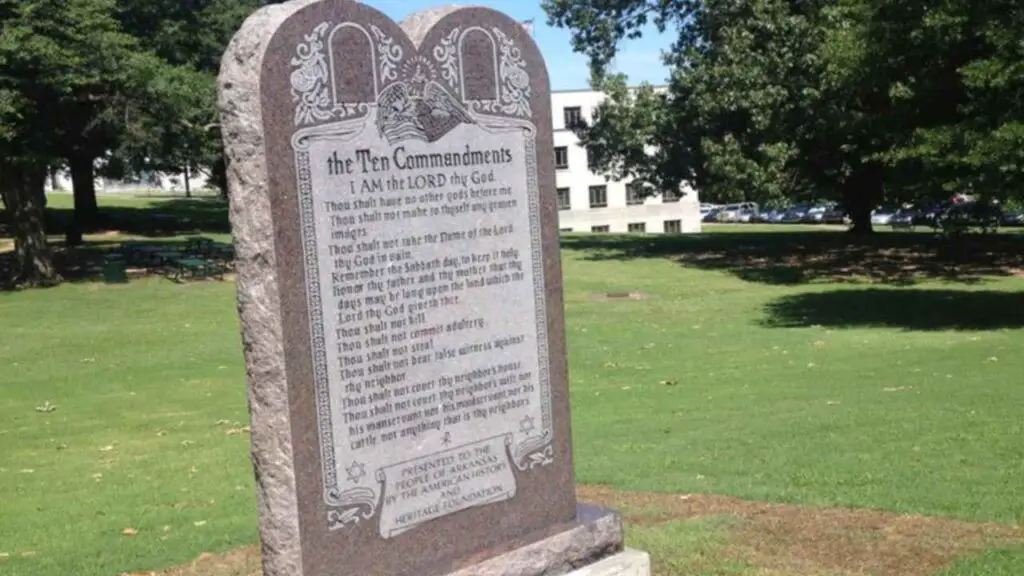 the Ten Commandments
I AM the LORD thy God.
Thou shalt have no other gods before me
Thou shalt not make to thyself any graven
images.
Thou shalt not take the Name of the Lord
thy God in vain.
Remember the Sabbath day, to keep it holy.
Honor thy father and thy mother that thy
days may be long upon the land which the
Lord thy God giveth thee.
Thou shalt not kill.
Thou shalt not commit adultery.
Thou shalt not steal.
Thou shalt not bear false witness against
thy neighbor.
Thou shalt not covet thy neighbor's house.
Thou shalt not covet thy neighbor's wife nor
his manservant nor his maidservant nor his
cattle nor anything that is thy neighbor's.
PRESENTED TO THE
PEOPLE OF ARKANSAS
BY THE AMERICAN HISTORY
AND
HERITAGE FOUNDATION